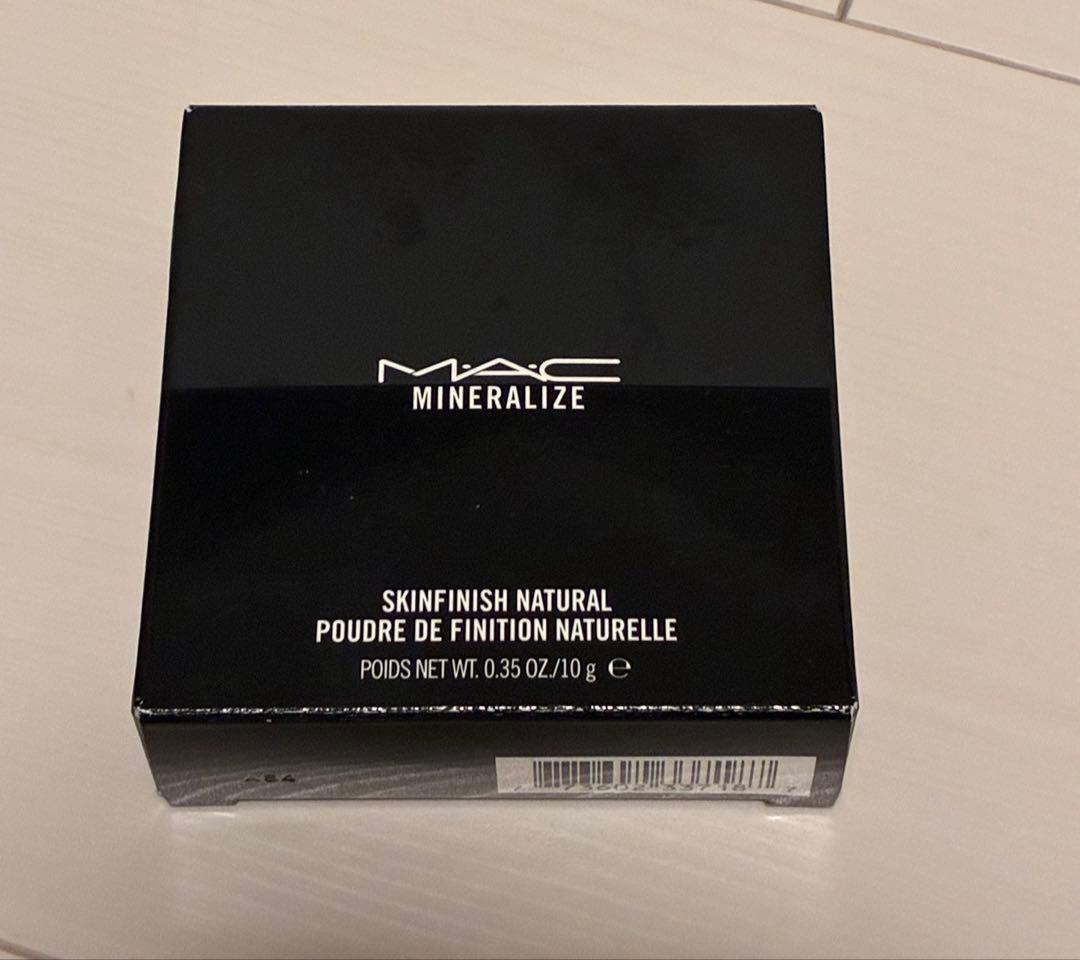 M·A·C
MINERALIZE
SKINFINISH NATURAL
POUDRE DE FINITION NATURELLE
POIDS NET WT. 0.35 OZ./10 g ℮